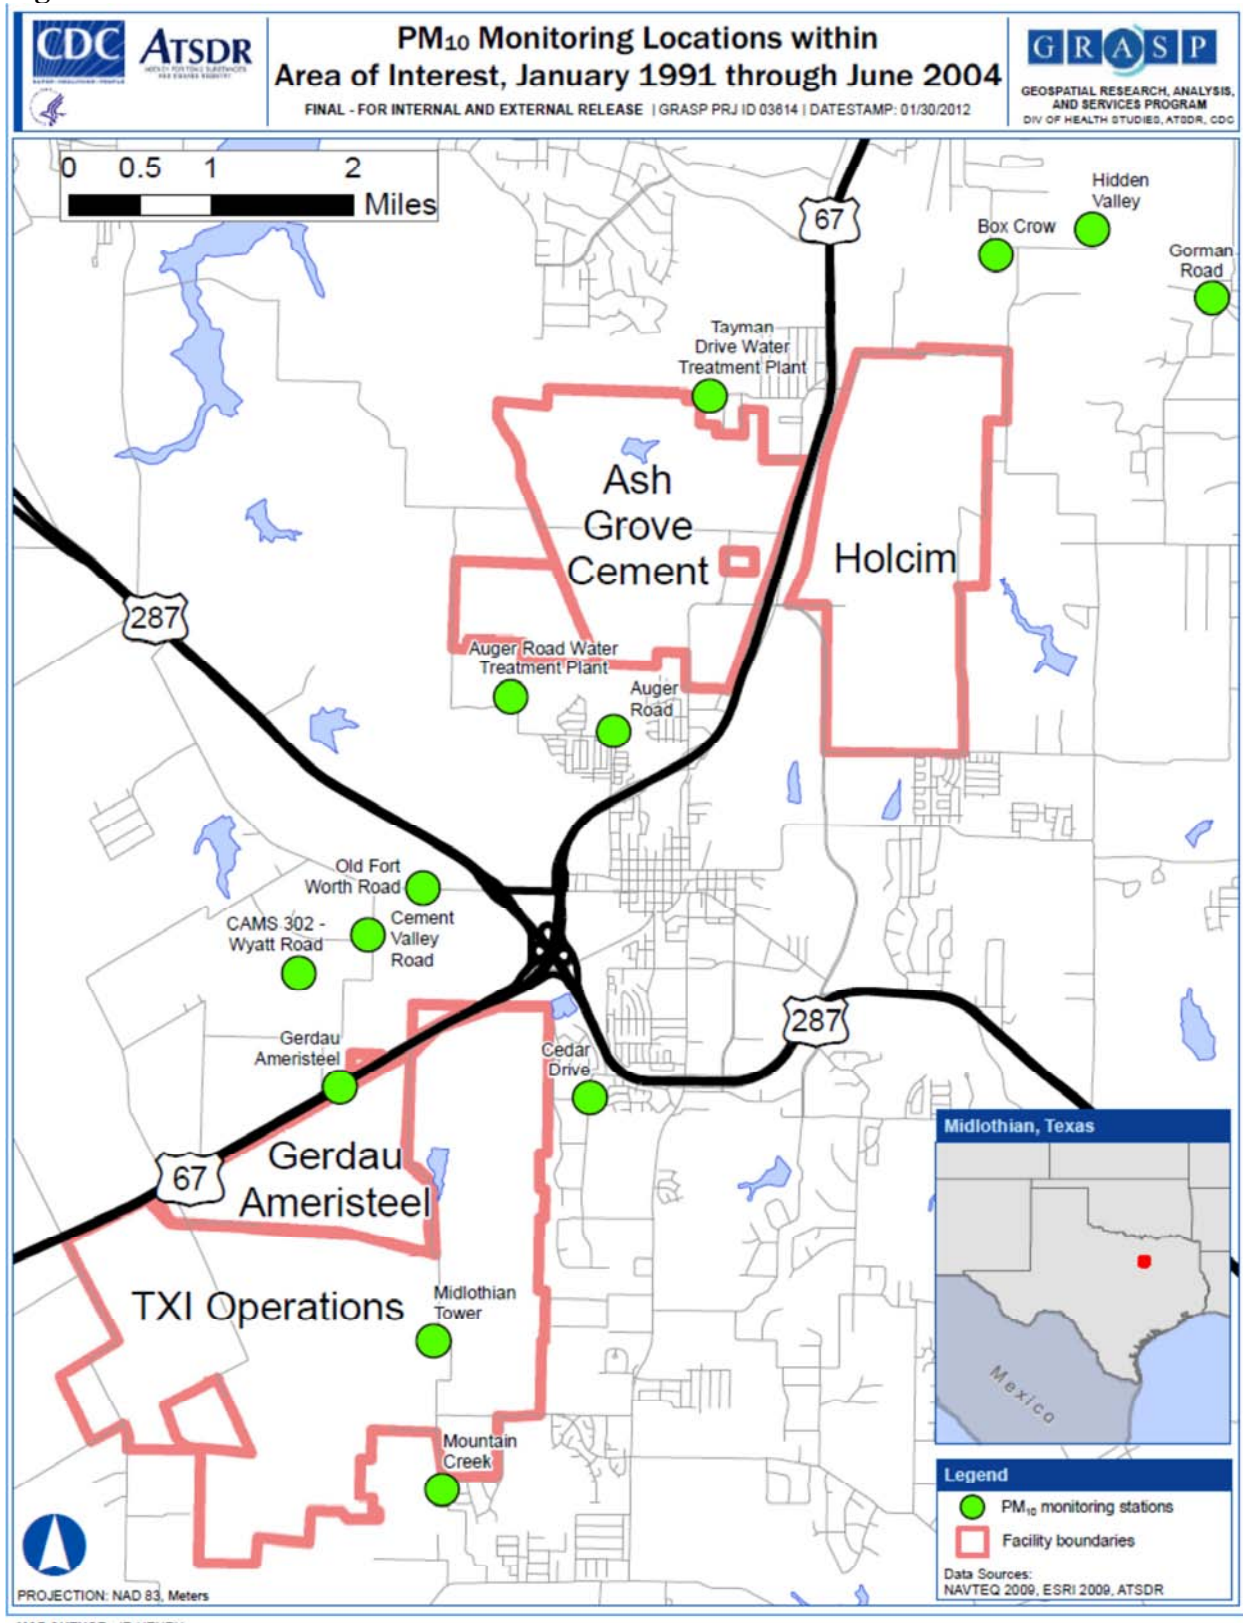 CDC
ATSDR
PM10 Monitoring Locations within
Area of Interest, January 1991 through June 2004
FINAL - FOR INTERNAL AND EXTERNAL RELEASE | GRASP PRJ ID 03614 | DATESTAMP: 01/30/2012
GRASP
GEOSPATIAL RESEARCH, ANALYSIS,
AND SERVICES PROGRAM
DIV OF HEALTH STUDIES, ATSDR, CDC
0 0.5 1 2
Miles
67
Hidden
Valley
Box Crow
Gorman
Road
Tayman
Drive Water
Treatment Plant
Ash
Grove
Cement
Holcim
287
Auger Road Water
Treatment Plant
Auger
Road
Old Fort
Worth Road
CAMS 302 -
Wyatt Road
Cement
Valley
Road
287
Gerdau
Ameristeel
Cedar
Drive
67
Gerdau
Ameristeel
TXI Operations
Midlothian
Tower
Mountain
Creek
Midlothian, Texas
Mexico
Legend
PM10 monitoring stations
Facility boundaries
Data Sources:
NAVTEQ 2009, ESRI 2009, ATSDR
PROJECTION: NAD 83, Meters